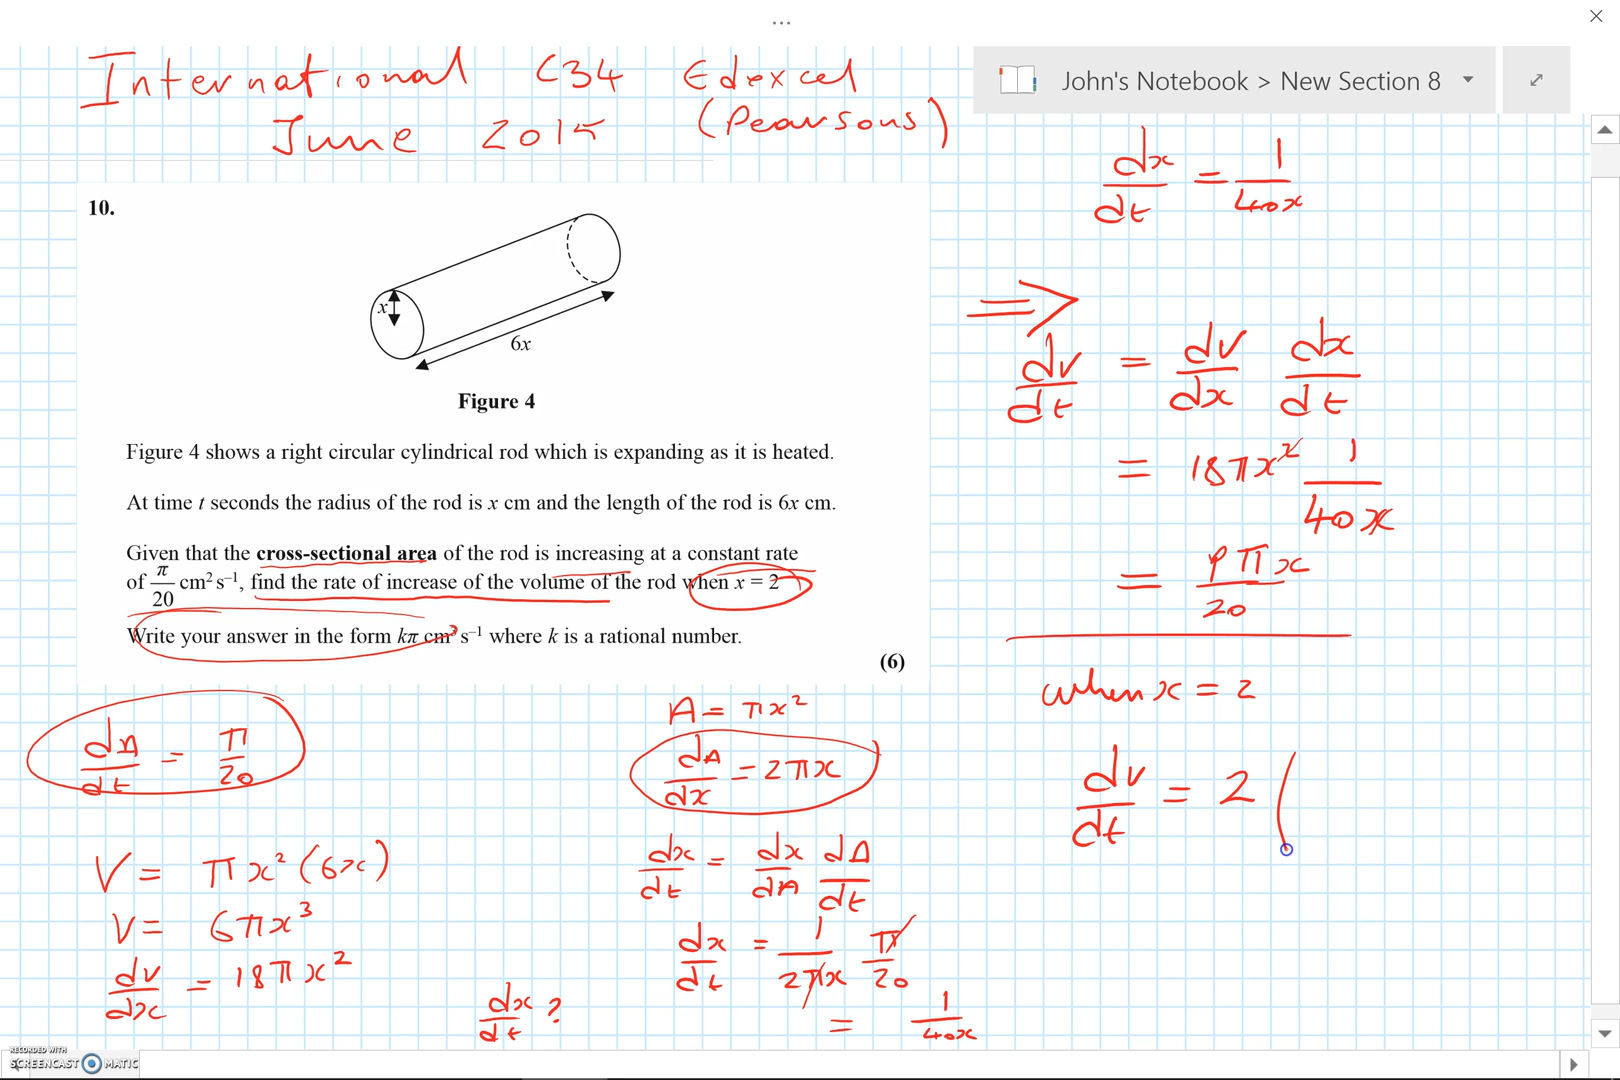 ...
International C34 Edexcel
June 2015 (Pearsons)
John's Notebook > New Section 8
10.
x
6x
Figure 4
Figure 4 shows a right circular cylindrical rod which is expanding as it is heated.
At time t seconds the radius of the rod is x cm and the length of the rod is 6x cm.
Given that the cross-sectional area of the rod is increasing at a constant rate
of π/20 cm² s⁻¹, find the rate of increase of the volume of the rod when x = 2
Write your answer in the form kπ cm³ s⁻¹ where k is a rational number.
(6)
dA/dt = π/20
V = πx² (6x)
V = 6πx³
dV/dx = 18πx²
dx/dt ?
A = πx²
dA/dx = 2πx
dx/dt = dx/dA dA/dt
dx/dt = 1/2πx π/20
= 1/40x
dx/dt = 1/40x
⇒
dV/dt = dV/dx dx/dt
= 18πx² 1/40x
= 9πx/20
when x = 2
dV/dt = 2 (
RECORDED WITH
SCREENCAST MATIC